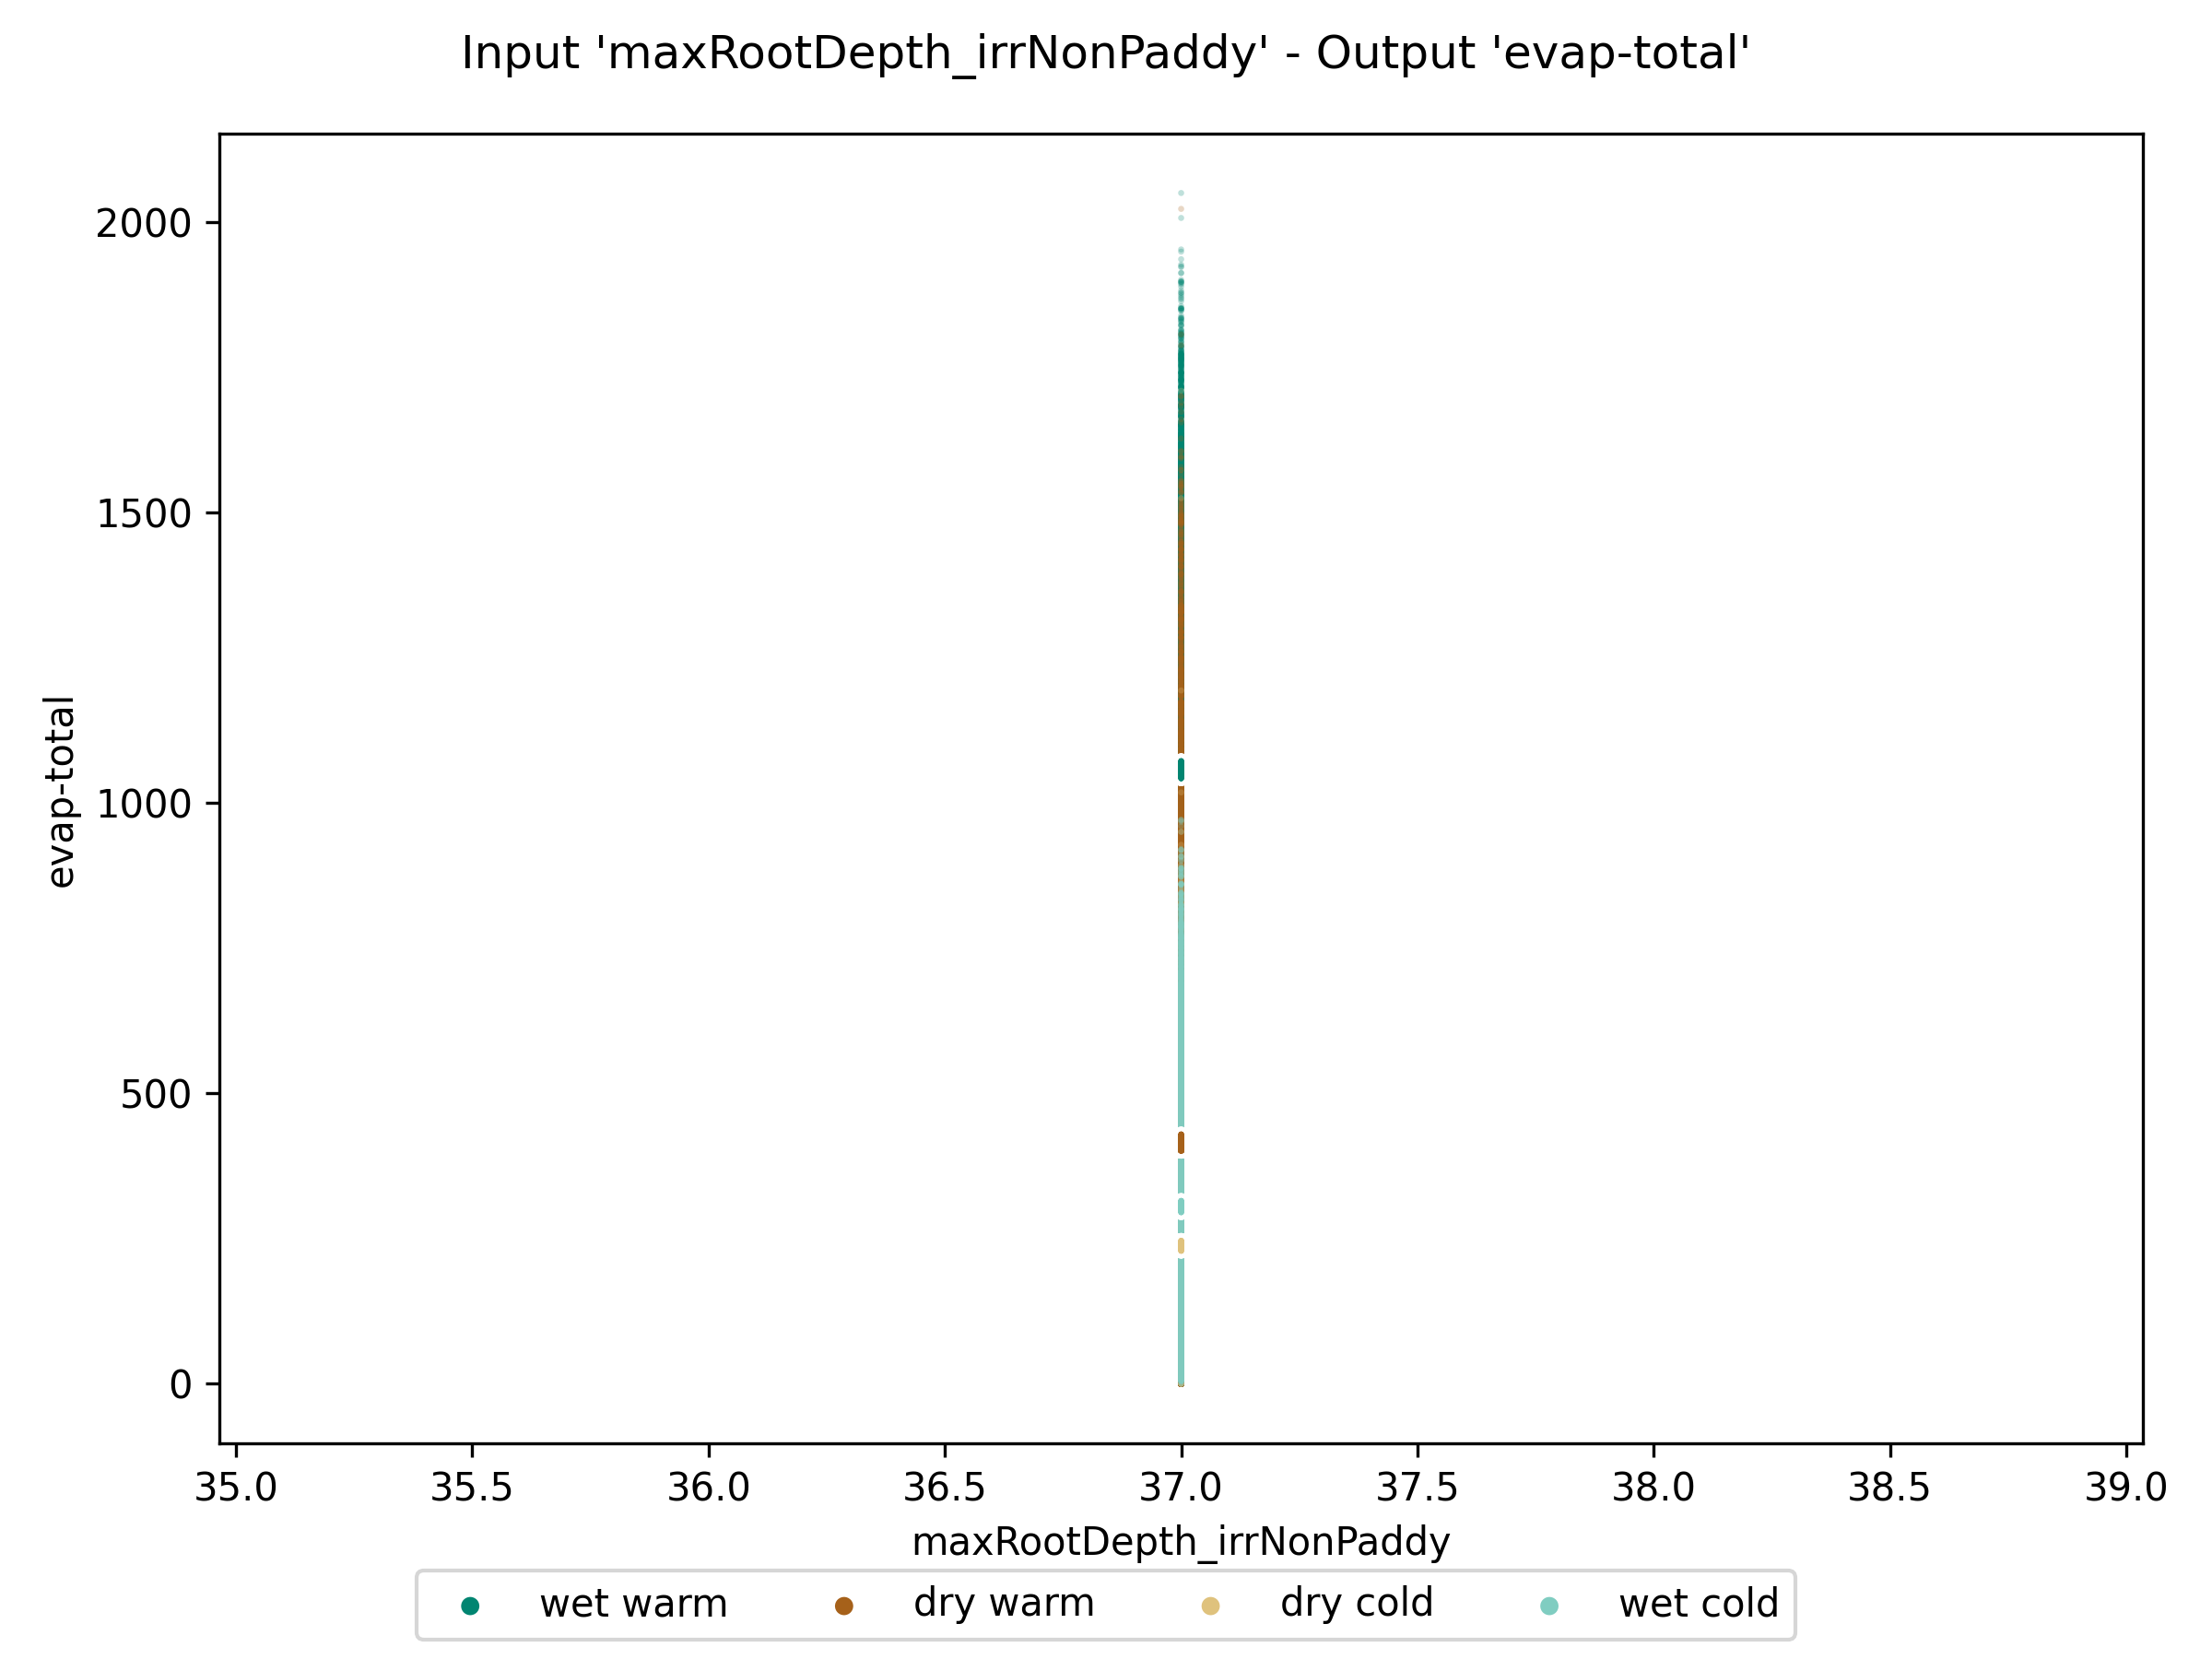 Input 'maxRootDepth_irrNonPaddy' - Output 'evap-total'
evap-total
2000
1500
1000
500
0
35.0 35.5 36.0 36.5 37.0 37.5 38.0 38.5 39.0
maxRootDepth_irrNonPaddy
wet warm dry warm dry cold wet cold